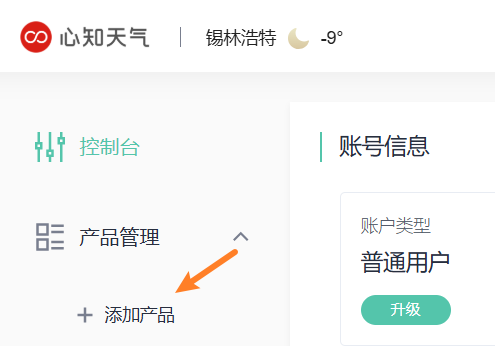 心知天气 锡林浩特 -9°
控制台
账号信息
产品管理
账户类型
普通用户
升级
添加产品